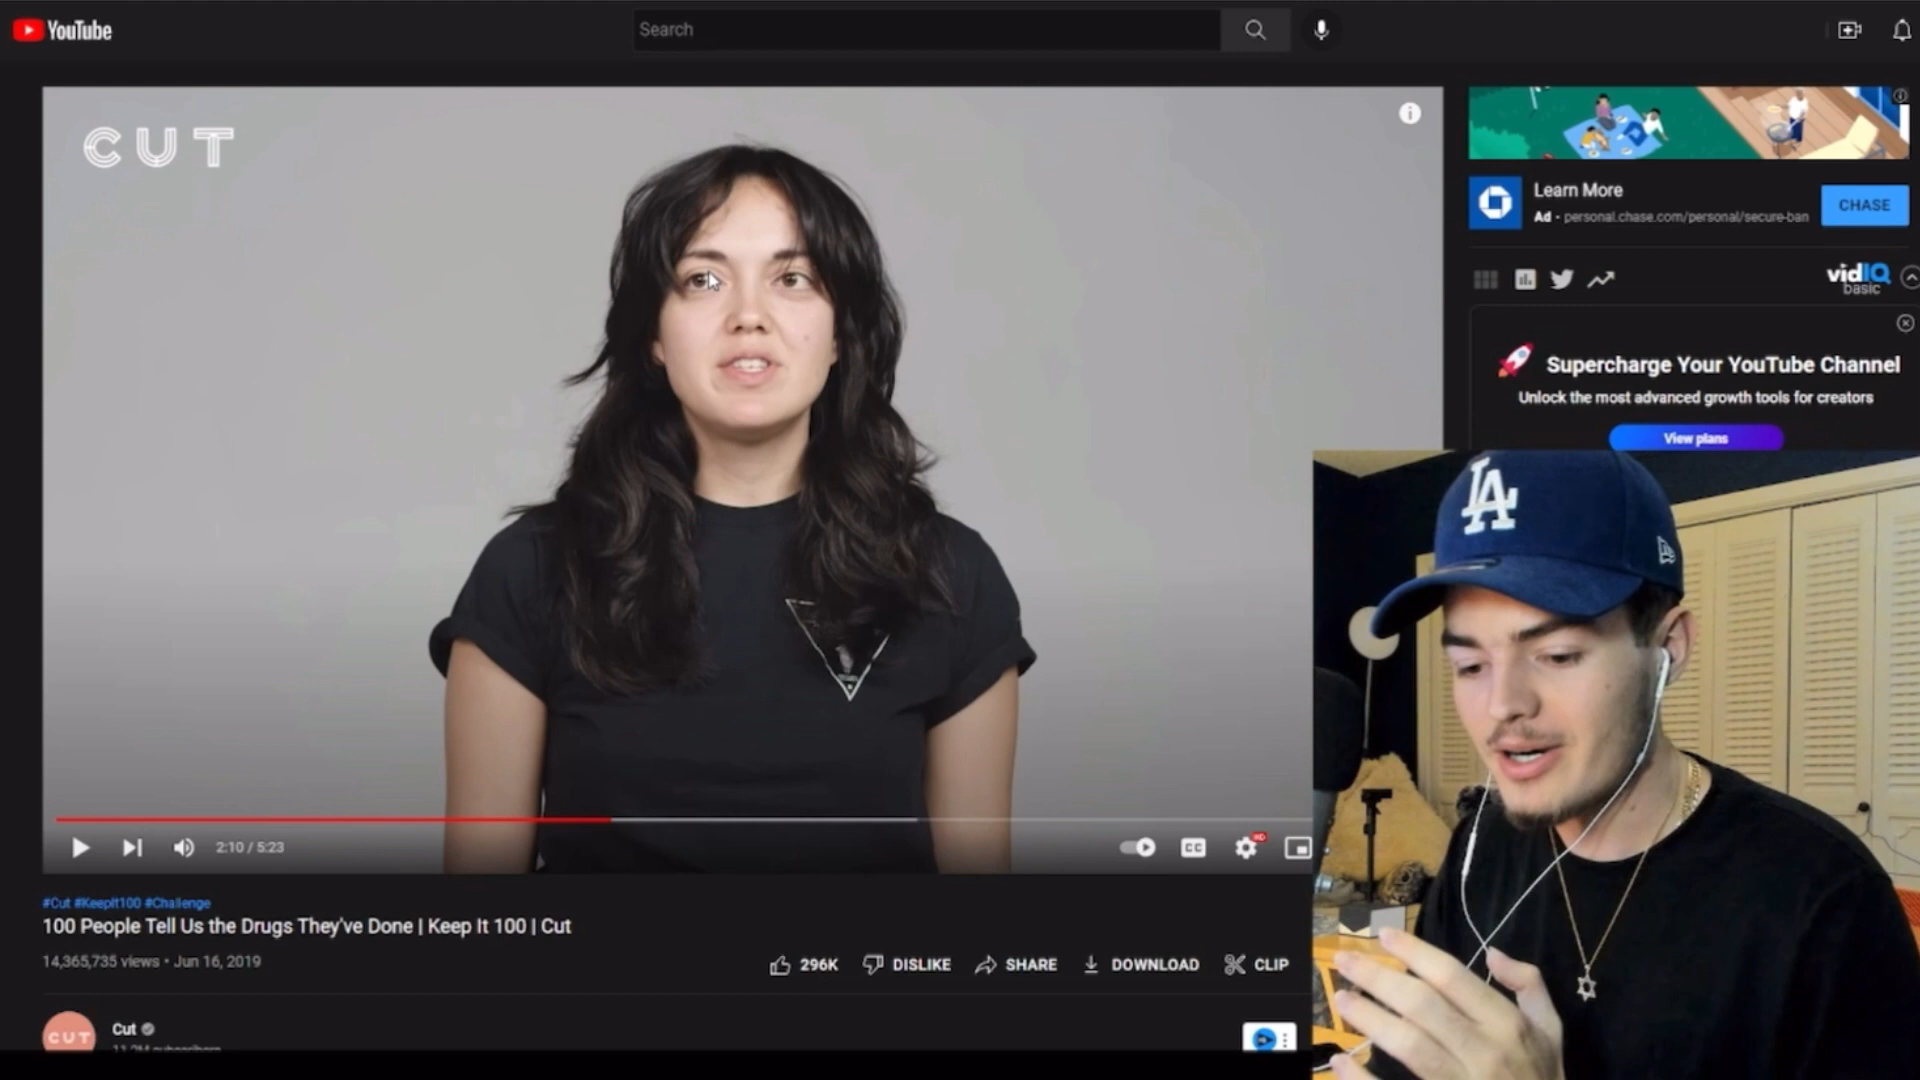 YouTube
Search
CUT
Learn More
Ad - personal.chase.com/personal/secure-ban
CHASE
vidIQ
basic
Supercharge Your YouTube Channel
Unlock the most advanced growth tools for creators
View plans
LA
2:10 / 5:23
CC
HD
#Cut #KeepIt100 #Challenge
100 People Tell Us the Drugs They've Done | Keep It 100 | Cut
14,365,735 views • Jun 16, 2019
296K
DISLIKE
SHARE
DOWNLOAD
CLIP
CUT
Cut